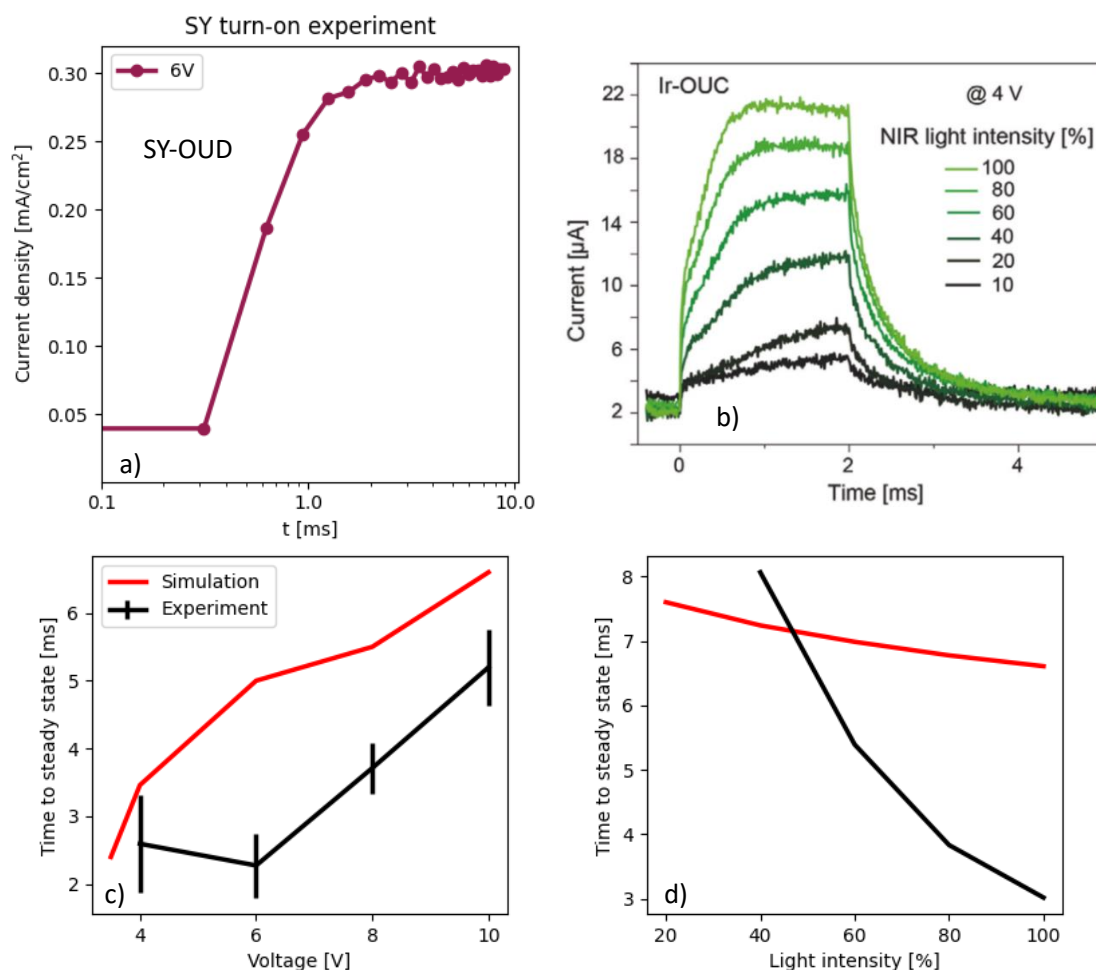 SY turn-on experiment
6V
SY-OUD
Current density [mA/cm²]
0.30
0.25
0.20
0.15
0.10
0.05
a)
0.1
1.0
10.0
t [ms]
Ir-OUC
@ 4 V
NIR light intensity [%]
100
80
60
40
20
10
Current [µA]
22
18
14
10
6
2
b)
0
2
4
Time [ms]
Simulation
Experiment
Time to steady state [ms]
6
5
4
3
2
c)
4
6
8
10
Voltage [V]
Time to steady state [ms]
8
7
6
5
4
3
d)
20
40
60
80
100
Light intensity [%]